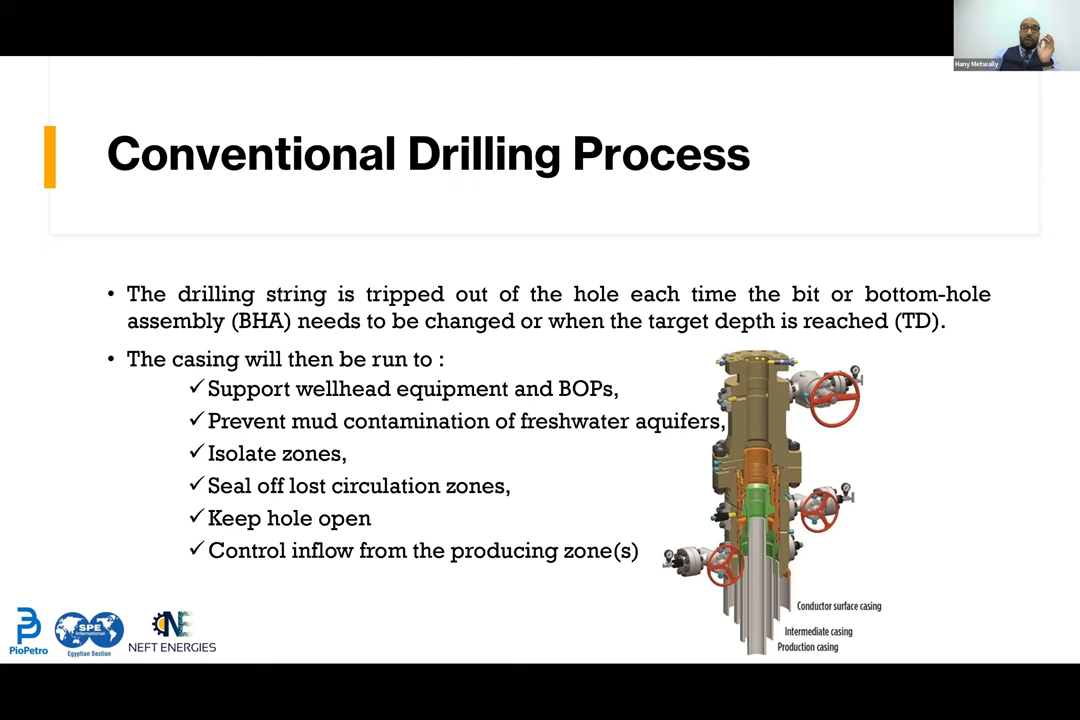 Hany Metwally
Conventional Drilling Process
• The drilling string is tripped out of the hole each time the bit or bottom-hole
assembly (BHA) needs to be changed or when the target depth is reached (TD).
• The casing will then be run to :
✓Support wellhead equipment and BOPs,
✓Prevent mud contamination of freshwater aquifers,
✓Isolate zones,
✓Seal off lost circulation zones,
✓Keep hole open
✓Control inflow from the producing zone(s)
Conductor surface casing
Intermediate casing
Production casing
PioPetro
SPE
International
Egyptian Section
NE
NEFT ENERGIES